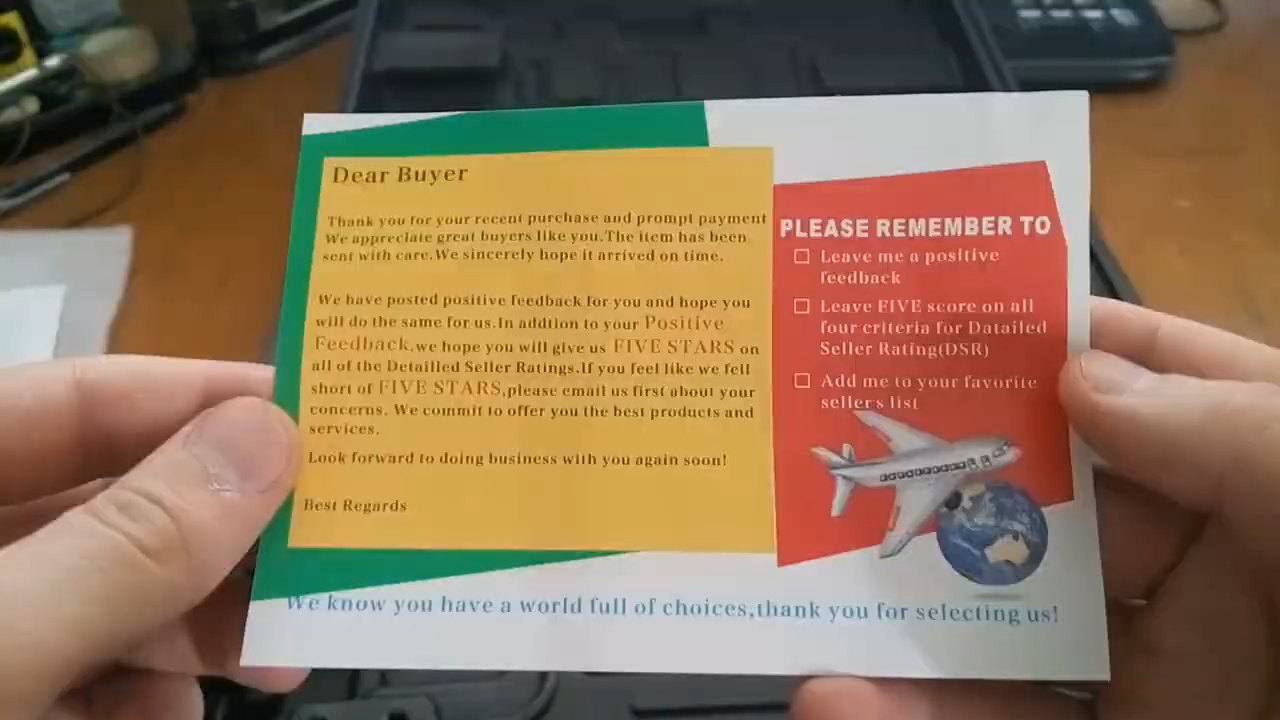 Dear Buyer
Thank you for your recent purchase and prompt payment
We appreciate great buyers like you.The item has been
sent with care.We sincerely hope it arrived on time.
We have posted positive feedback for you and hope you
will do the same for us.In addtion to your Positive
Feedback,we hope you will give us FIVE STARS on
all of the Detailled Seller Ratings.If you feel like we fell
short of FIVE STARS,please email us first about your
concerns. We commit to offer you the best products and
services.
Look forward to doing business with you again soon!
Best Regards
PLEASE REMEMBER TO
Leave me a positive
feedback
Leave FIVE score on all
four criteria for Datailed
Seller Rating(DSR)
Add me to your favorite
seller's list
We know you have a world full of choices,thank you for selecting us!